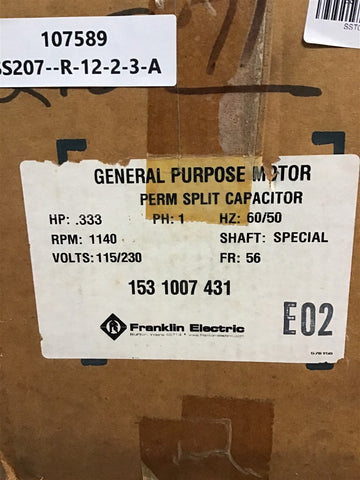 107589
SS207--R-12-2-3-A
GENERAL PURPOSE MOTOR
PERM SPLIT CAPACITOR
HP: .333 PH: 1 HZ: 60/50
RPM: 1140 SHAFT: SPECIAL
VOLTS: 115/230 FR: 56
153 1007 431
Franklin Electric
E02